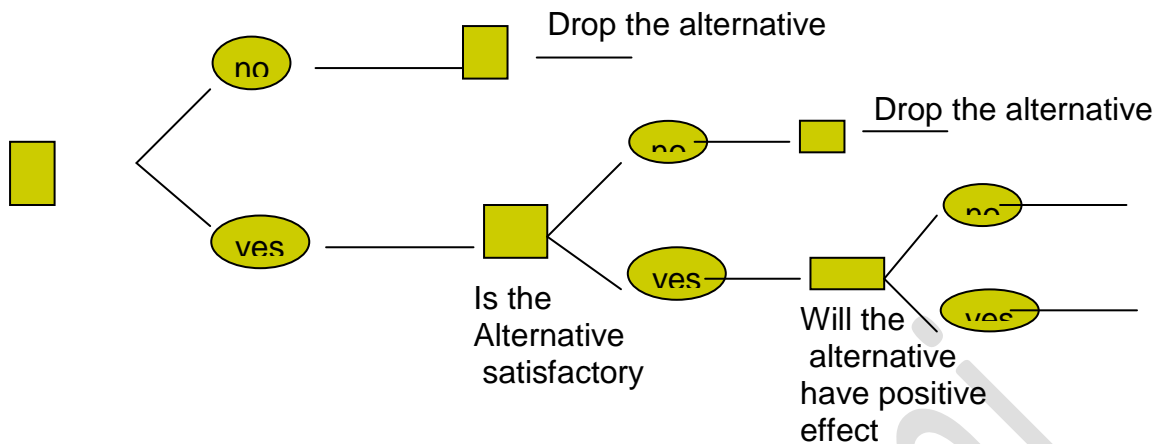 Drop the alternative
no
Drop the alternative
no
no
yes
yes
yes
Is the
Alternative
satisfactory
Will the
alternative
have positive
effect